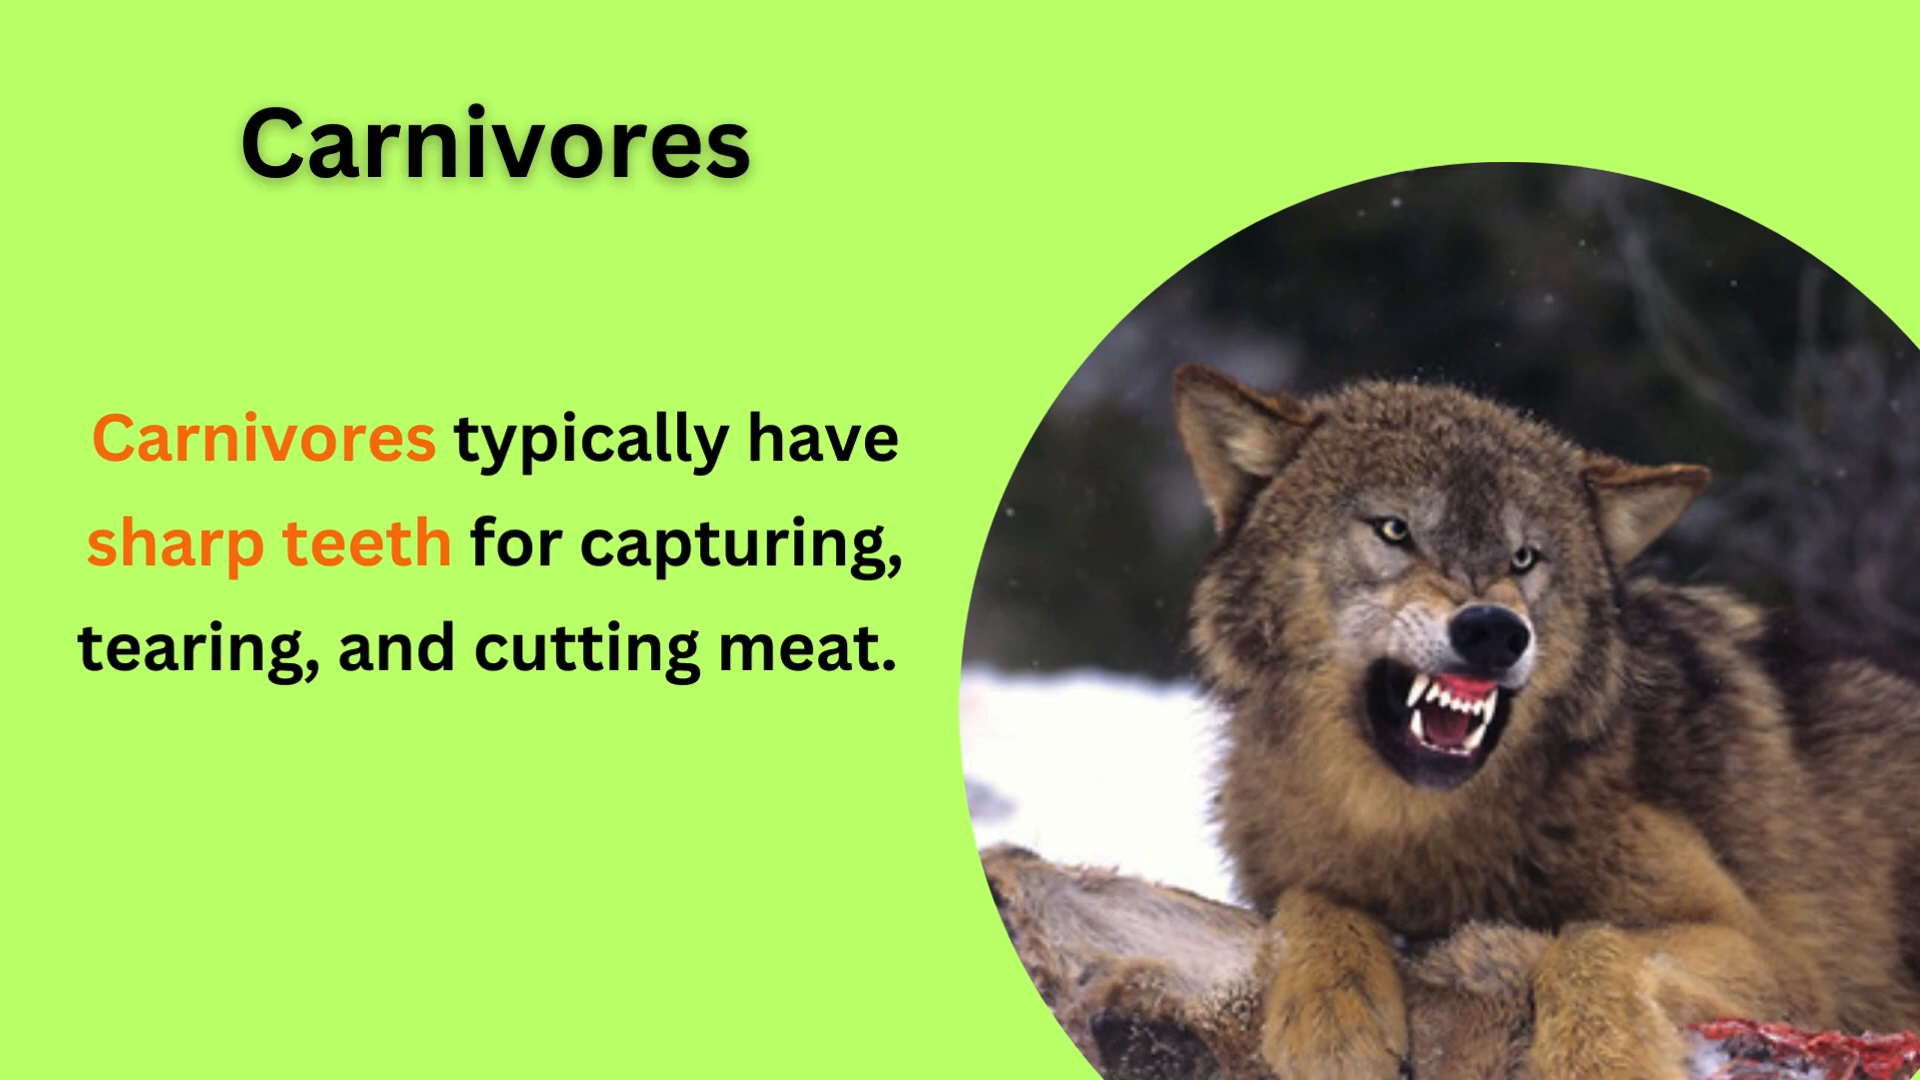 Carnivores
Carnivores typically have
sharp teeth for capturing,
tearing, and cutting meat.